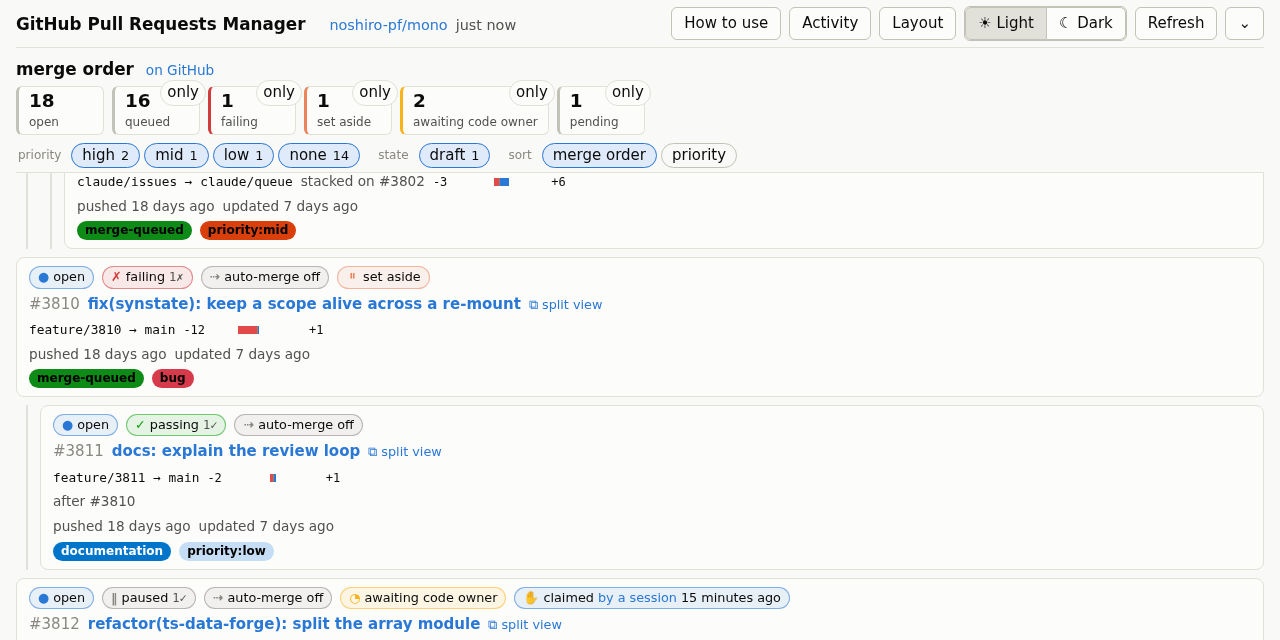 GitHub Pull Requests Manager noshiro-pf/mono just now How to use Activity Layout ☀ Light ☾ Dark Refresh ⌄
merge order on GitHub
18 open
16 queued only
1 failing only
1 set aside only
2 awaiting code owner only
1 pending only
priority high 2 mid 1 low 1 none 14 state draft 1 sort merge order priority
claude/issues → claude/queue stacked on #3802 -3 +6
pushed 18 days ago updated 7 days ago
merge-queued priority:mid
● open ✗ failing 1✗ ⇢ auto-merge off ⏸ set aside
#3810 fix(synstate): keep a scope alive across a re-mount ⧉ split view
feature/3810 → main -12 +1
pushed 18 days ago updated 7 days ago
merge-queued bug
● open ✓ passing 1✓ ⇢ auto-merge off
#3811 docs: explain the review loop ⧉ split view
feature/3811 → main -2 +1
after #3810
pushed 18 days ago updated 7 days ago
documentation priority:low
● open ‖ paused 1✓ ⇢ auto-merge off ◔ awaiting code owner ✋ claimed by a session 15 minutes ago
#3812 refactor(ts-data-forge): split the array module ⧉ split view